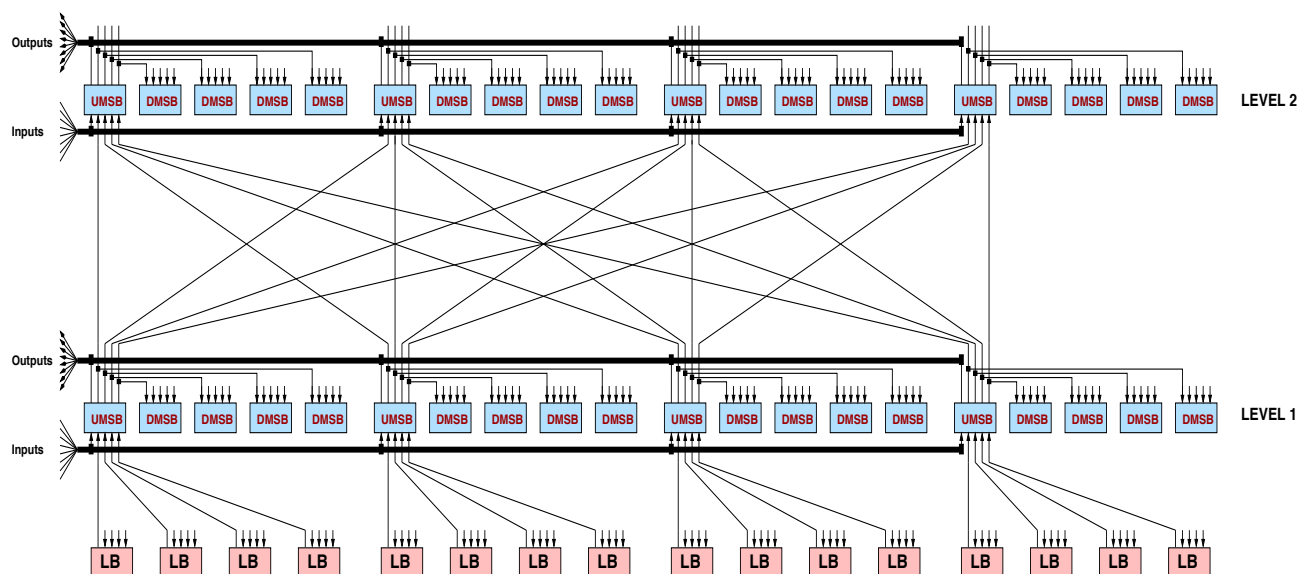 Outputs
UMSB DMSB DMSB DMSB DMSB UMSB DMSB DMSB DMSB DMSB UMSB DMSB DMSB DMSB DMSB UMSB DMSB DMSB DMSB DMSB LEVEL 2
Inputs
Outputs
UMSB DMSB DMSB DMSB DMSB UMSB DMSB DMSB DMSB DMSB UMSB DMSB DMSB DMSB DMSB UMSB DMSB DMSB DMSB DMSB LEVEL 1
Inputs
LB LB LB LB LB LB LB LB LB LB LB LB LB LB LB LB